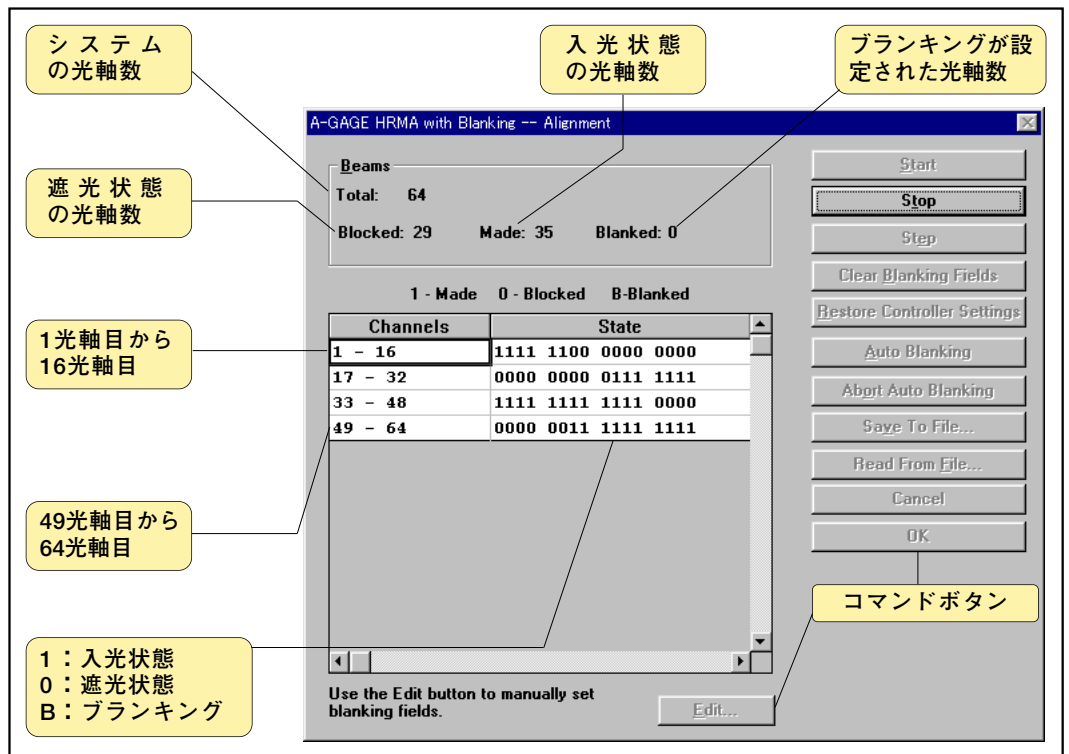 システム
の光軸数
入光状態
の光軸数
ブランキングが設
定された光軸数
遮光状態
の光軸数
1光軸目から
16光軸目
49光軸目から
64光軸目
1：入光状態
0：遮光状態
B：ブランキング
コマンドボタン
A-GAGE HRMA with Blanking -- Alignment
Beams
Total: 64
Blocked: 29 Made: 35 Blanked: 0
1 - Made 0 - Blocked B-Blanked
Channels State
1 - 16 1111 1100 0000 0000
17 - 32 0000 0000 0111 1111
33 - 48 1111 1111 1111 0000
49 - 64 0000 0011 1111 1111
Use the Edit button to manually set
blanking fields.
Edit...
Start
Stop
Step
Clear Blanking Fields
Restore Controller Settings
Auto Blanking
Abort Auto Blanking
Save To File...
Read From File...
Cancel
OK